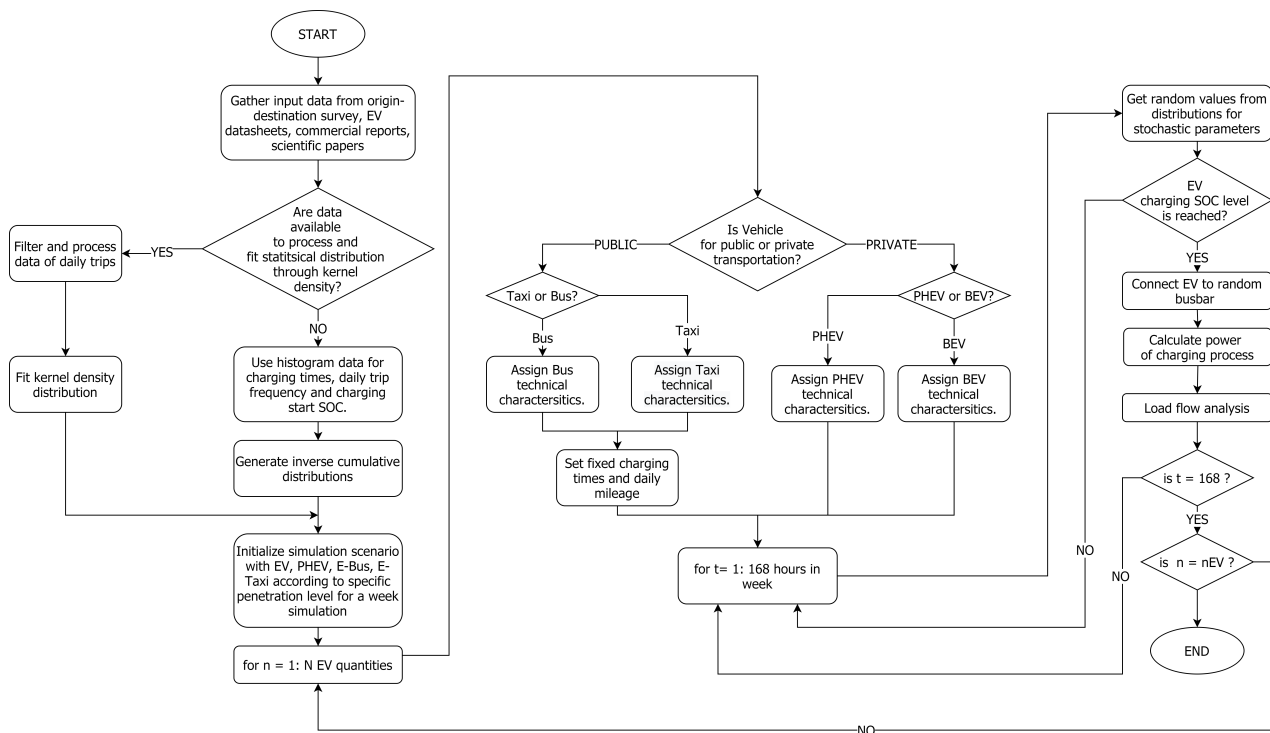 START
Gather input data from origin-
destination survey, EV
datasheets, commercial reports,
scientific papers
Are data
available
to process and
fit statitsical distribution
through kernel
density?
YES
Filter and process
data of daily trips
Fit kernel density
distribution
NO
Use histogram data for
charging times, daily trip
frequency and charging
start SOC.
Generate inverse cumulative
distributions
Initialize simulation scenario
with EV, PHEV, E-Bus, E-
Taxi according to specific
penetration level for a week
simulation
for n = 1: N EV quantities
Is Vehicle
for public or private
transportation?
PUBLIC
PRIVATE
Taxi or Bus?
Bus
Taxi
Assign Bus
technical
charactersitics.
Assign Taxi
technical
charactersitics.
Set fixed charging
times and daily
mileage
PHEV or BEV?
PHEV
BEV
Assign PHEV
technical
charactersitics.
Assign BEV
technical
charactersitics.
for t= 1: 168 hours in
week
Get random values from
distributions for
stochastic parameters
EV
charging SOC level
is reached?
NO
YES
Connect EV to random
busbar
Calculate power
of charging process
Load flow analysis
is t = 168 ?
NO
YES
is n = nEV ?
NO
END